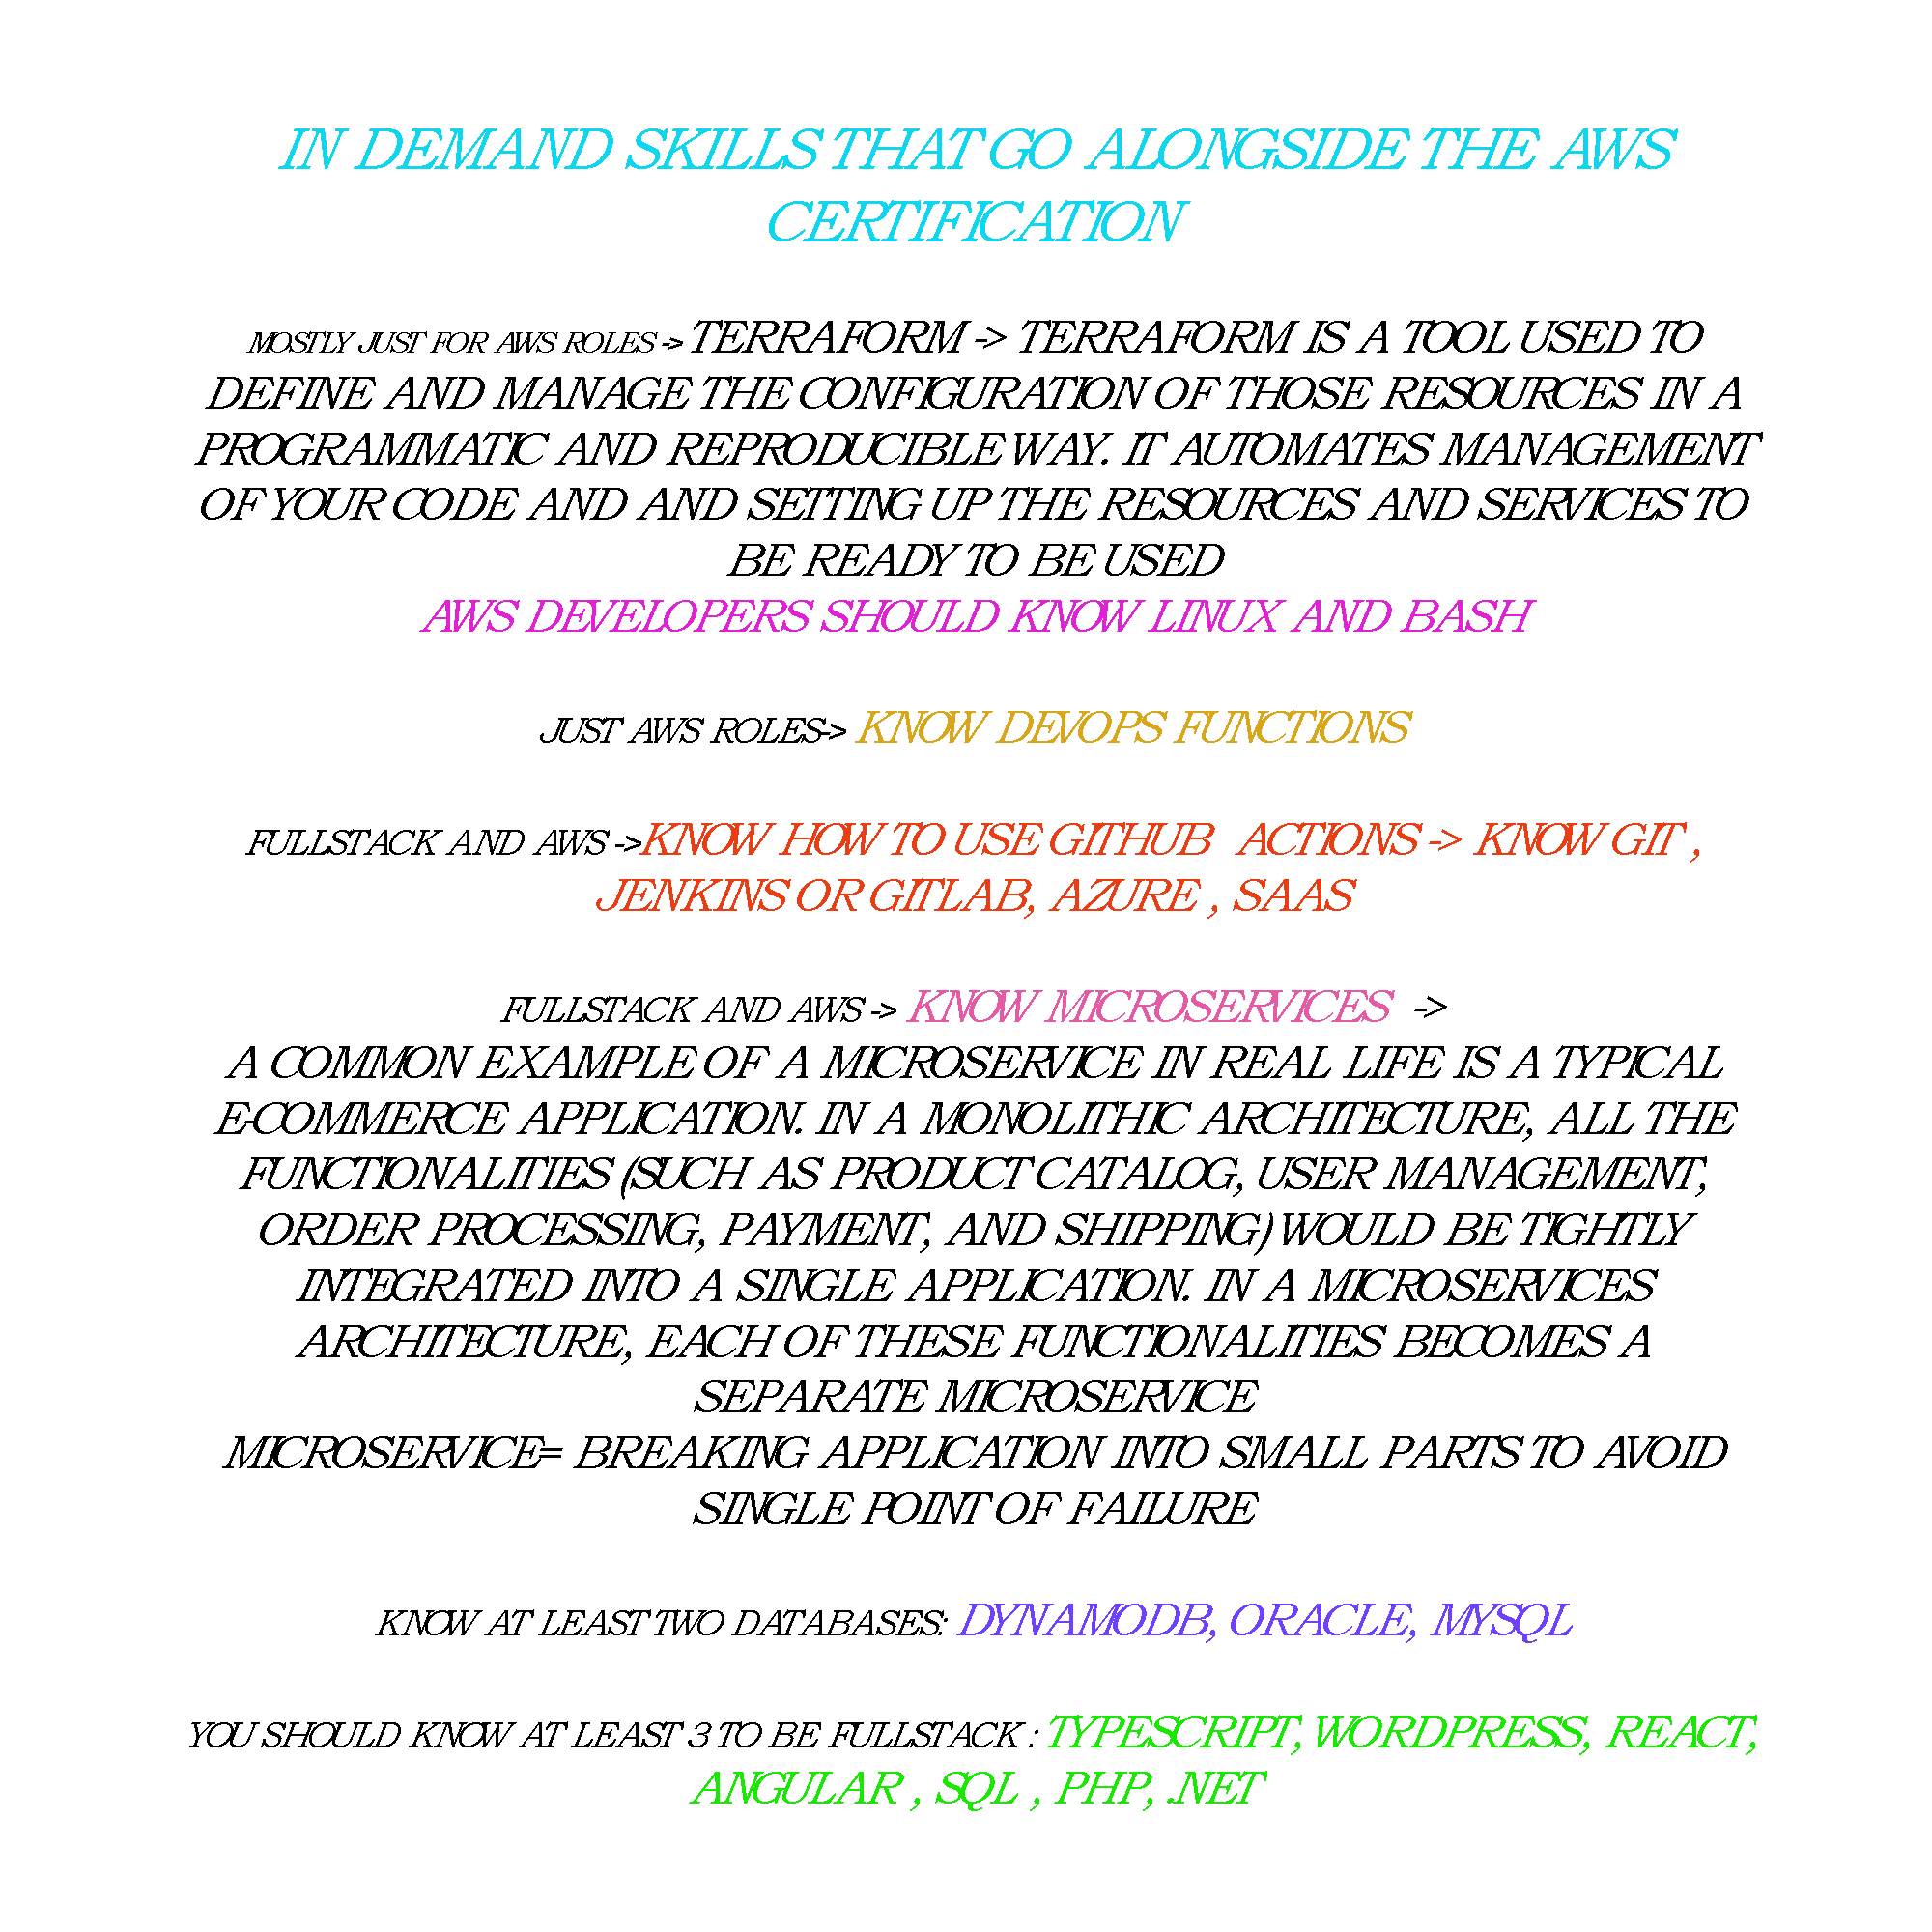 IN DEMAND SKILLS THAT GO ALONGSIDE THE AWS
CERTIFICATION
MOSTLY JUST FOR AWS ROLES -> TERRAFORM -> TERRAFORM IS A TOOL USED TO
DEFINE AND MANAGE THE CONFIGURATION OF THOSE RESOURCES IN A
PROGRAMMATIC AND REPRODUCIBLE WAY. IT AUTOMATES MANAGEMENT
OF YOUR CODE AND AND SETTING UP THE RESOURCES AND SERVICES TO
BE READY TO BE USED
AWS DEVELOPERS SHOULD KNOW LINUX AND BASH
JUST AWS ROLES-> KNOW DEVOPS FUNCTIONS
FULLSTACK AND AWS ->KNOW HOW TO USE GITHUB ACTIONS -> KNOW GIT ,
JENKINS OR GITLAB, AZURE , SAAS
FULLSTACK AND AWS -> KNOW MICROSERVICES ->
A COMMON EXAMPLE OF A MICROSERVICE IN REAL LIFE IS A TYPICAL
E-COMMERCE APPLICATION. IN A MONOLITHIC ARCHITECTURE, ALL THE
FUNCTIONALITIES (SUCH AS PRODUCT CATALOG, USER MANAGEMENT,
ORDER PROCESSING, PAYMENT, AND SHIPPING) WOULD BE TIGHTLY
INTEGRATED INTO A SINGLE APPLICATION. IN A MICROSERVICES
ARCHITECTURE, EACH OF THESE FUNCTIONALITIES BECOMES A
SEPARATE MICROSERVICE
MICROSERVICE= BREAKING APPLICATION INTO SMALL PARTS TO AVOID
SINGLE POINT OF FAILURE
KNOW AT LEAST TWO DATABASES: DYNAMODB, ORACLE, MYSQL
YOU SHOULD KNOW AT LEAST 3 TO BE FULLSTACK : TYPESCRIPT, WORDPRESS, REACT,
ANGULAR , SQL , PHP, .NET